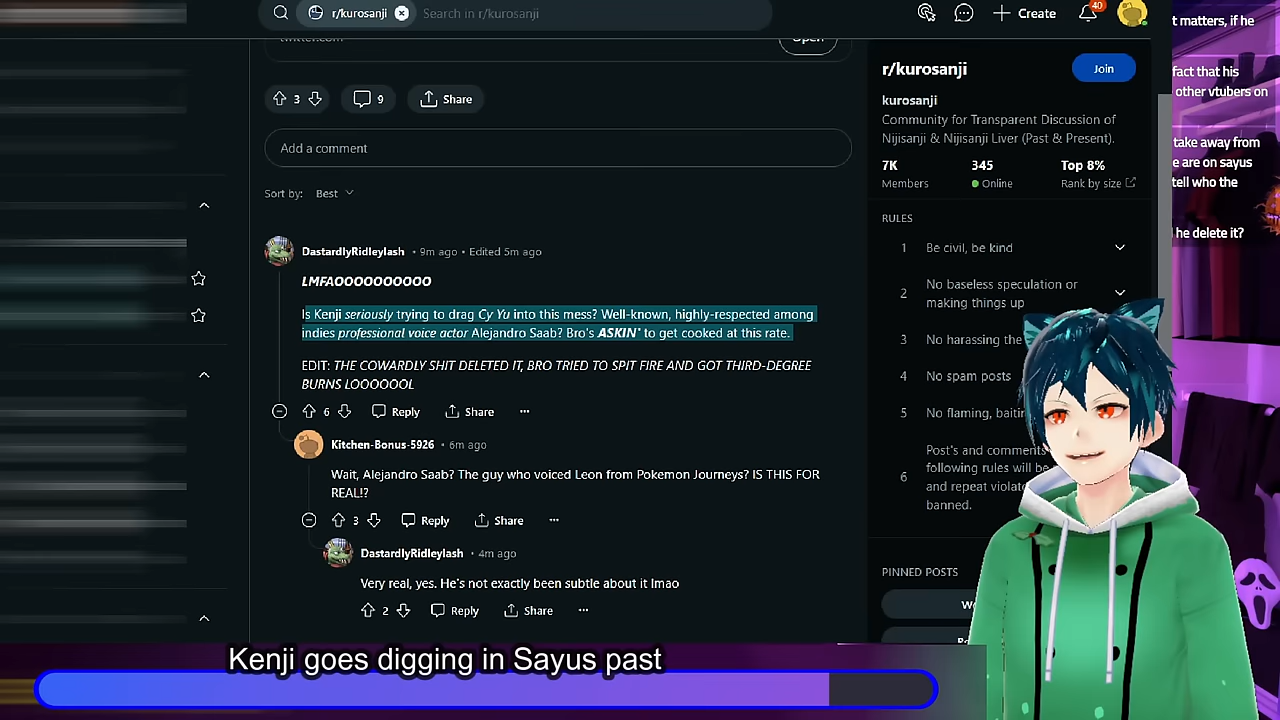 r/kurosanji
Search in r/kurosanji
Create
40
twitter.com
Open
3
9
Share
Add a comment
Sort by: Best
DastardlyRidleylash • 9m ago • Edited 5m ago
LMFAOOOOOOOOOO
Is Kenji seriously trying to drag Cy Yu into this mess? Well-known, highly-respected among
indies professional voice actor Alejandro Saab? Bro's ASKIN' to get cooked at this rate.
EDIT: THE COWARDLY SHIT DELETED IT, BRO TRIED TO SPIT FIRE AND GOT THIRD-DEGREE
BURNS LOOOOOOL
6 Reply Share
Kitchen-Bonus-5926 • 6m ago
Wait, Alejandro Saab? The guy who voiced Leon from Pokemon Journeys? IS THIS FOR
REAL!?
3 Reply Share
DastardlyRidleylash • 4m ago
Very real, yes. He's not exactly been subtle about it lmao
2 Reply Share
r/kurosanji
Join
kurosanji
Community for Transparent Discussion of
Nijisanji & Nijisanji Liver (Past & Present).
7K 345 Top 8%
Members Online Rank by size
RULES
1 Be civil, be kind
2 No baseless speculation or
making things up
3 No harassing the
4 No spam posts
5 No flaming, baiti
6 Post's and comments
following rules will be
and repeat violato
banned.
PINNED POSTS
t matters, if he
fact that his
other vtubers on
take away from
e are on sayus
tell who the
he delete it?
Kenji goes digging in Sayus past